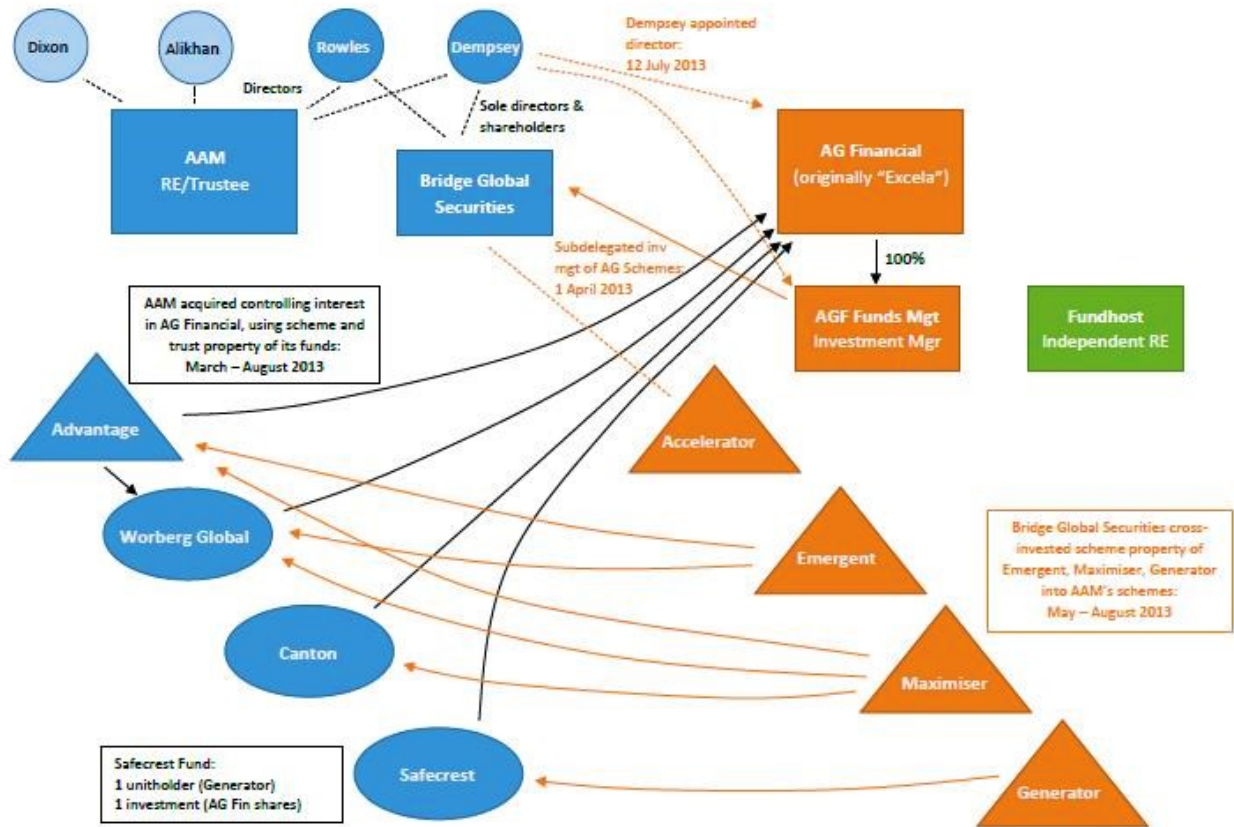 Dixon
Alikhan
Rowles
Dempsey
Dempsey appointed
director:
12 July 2013
Directors
Sole directors &
shareholders
AAM
RE/Trustee
Bridge Global
Securities
AG Financial
(originally “Excela”)
100%
Subdelegated inv
mgt of AG Schemes:
1 April 2013
AGF Funds Mgt
Investment Mgr
Fundhost
Independent RE
AAM acquired controlling interest
in AG Financial, using scheme and
trust property of its funds:
March – August 2013
Advantage
Accelerator
Worberg Global
Emergent
Bridge Global Securities cross-
invested scheme property of
Emergent, Maximiser, Generator
into AAM’s schemes:
May – August 2013
Canton
Maximiser
Safecrest Fund:
1 unitholder (Generator)
1 investment (AG Fin shares)
Safecrest
Generator